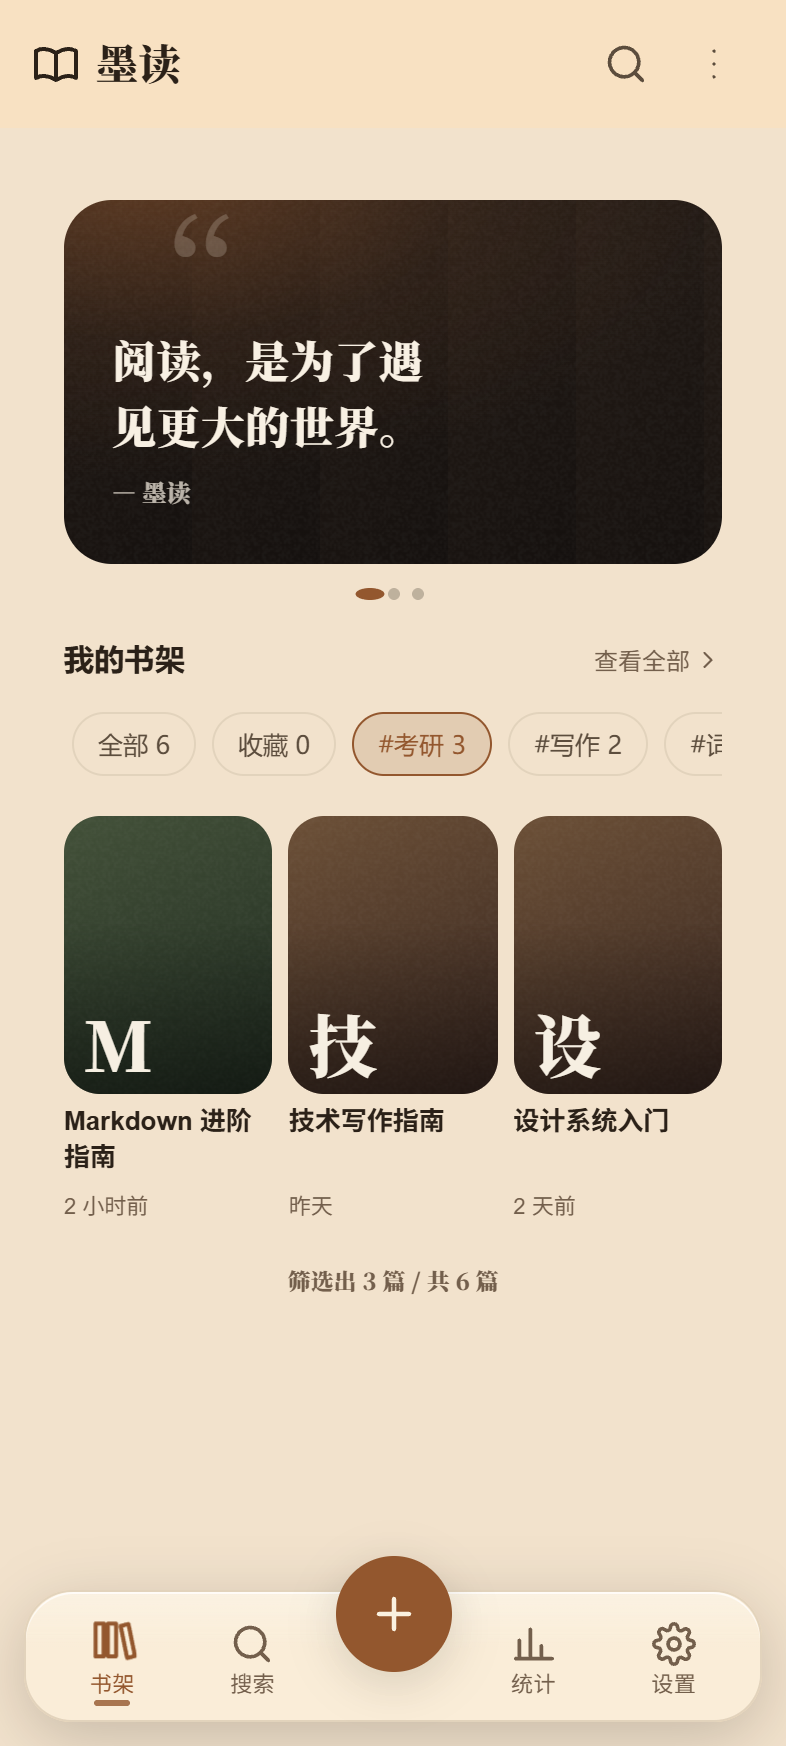 墨读
“
阅读，是为了遇
见更大的世界。
— 墨读
我的书架
查看全部
全部 6
收藏 0
#考研 3
#写作 2
#词
M
技
设
Markdown 进阶
指南
技术写作指南
设计系统入门
2 小时前
昨天
2 天前
筛选出 3 篇 / 共 6 篇
书架
搜索
统计
设置